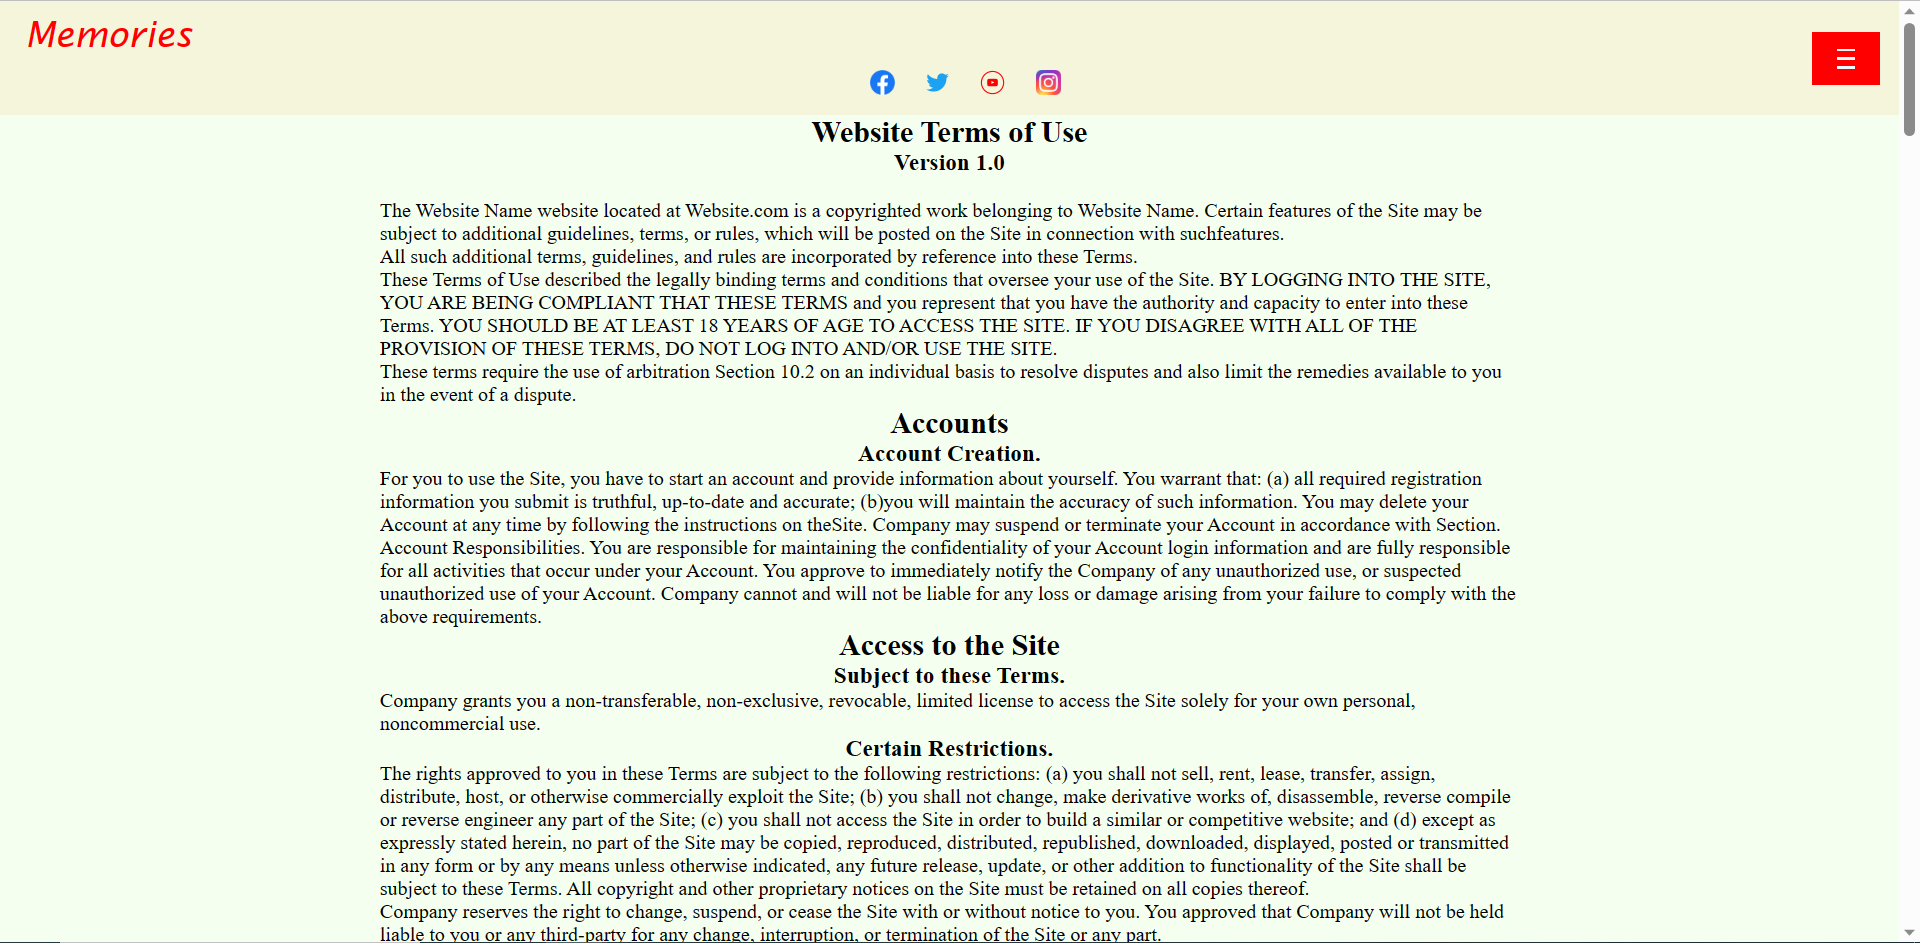 Memories
Website Terms of Use
Version 1.0
The Website Name website located at Website.com is a copyrighted work belonging to Website Name. Certain features of the Site may be
subject to additional guidelines, terms, or rules, which will be posted on the Site in connection with suchfeatures.
All such additional terms, guidelines, and rules are incorporated by reference into these Terms.
These Terms of Use described the legally binding terms and conditions that oversee your use of the Site. BY LOGGING INTO THE SITE,
YOU ARE BEING COMPLIANT THAT THESE TERMS and you represent that you have the authority and capacity to enter into these
Terms. YOU SHOULD BE AT LEAST 18 YEARS OF AGE TO ACCESS THE SITE. IF YOU DISAGREE WITH ALL OF THE
PROVISION OF THESE TERMS, DO NOT LOG INTO AND/OR USE THE SITE.
These terms require the use of arbitration Section 10.2 on an individual basis to resolve disputes and also limit the remedies available to you
in the event of a dispute.
Accounts
Account Creation.
For you to use the Site, you have to start an account and provide information about yourself. You warrant that: (a) all required registration
information you submit is truthful, up-to-date and accurate; (b)you will maintain the accuracy of such information. You may delete your
Account at any time by following the instructions on theSite. Company may suspend or terminate your Account in accordance with Section.
Account Responsibilities. You are responsible for maintaining the confidentiality of your Account login information and are fully responsible
for all activities that occur under your Account. You approve to immediately notify the Company of any unauthorized use, or suspected
unauthorized use of your Account. Company cannot and will not be liable for any loss or damage arising from your failure to comply with the
above requirements.
Access to the Site
Subject to these Terms.
Company grants you a non-transferable, non-exclusive, revocable, limited license to access the Site solely for your own personal,
noncommercial use.
Certain Restrictions.
The rights approved to you in these Terms are subject to the following restrictions: (a) you shall not sell, rent, lease, transfer, assign,
distribute, host, or otherwise commercially exploit the Site; (b) you shall not change, make derivative works of, disassemble, reverse compile
or reverse engineer any part of the Site; (c) you shall not access the Site in order to build a similar or competitive website; and (d) except as
expressly stated herein, no part of the Site may be copied, reproduced, distributed, republished, downloaded, displayed, posted or transmitted
in any form or by any means unless otherwise indicated, any future release, update, or other addition to functionality of the Site shall be
subject to these Terms. All copyright and other proprietary notices on the Site must be retained on all copies thereof.
Company reserves the right to change, suspend, or cease the Site with or without notice to you. You approved that Company will not be held
liable to you or any third-party for any change, interruption, or termination of the Site or any part.